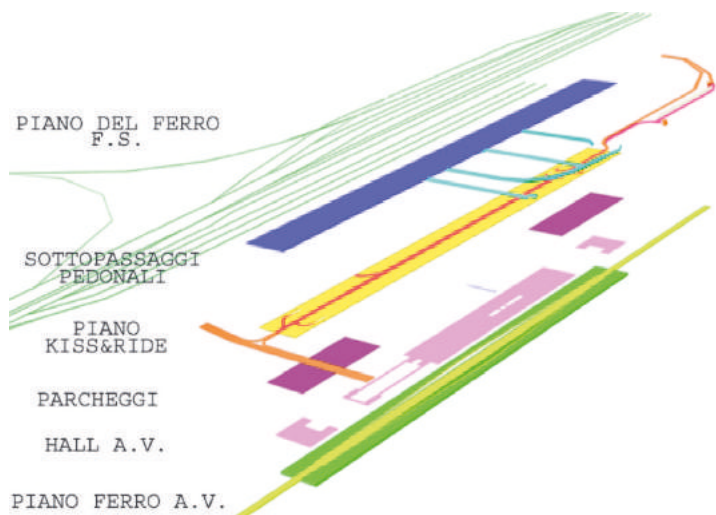 PIANO DEL FERRO
F.S.
SOTTOPASSAGGI
PEDONALI
PIANO
KISS&RIDE
PARCHEGGI
HALL A.V.
PIANO FERRO A.V.